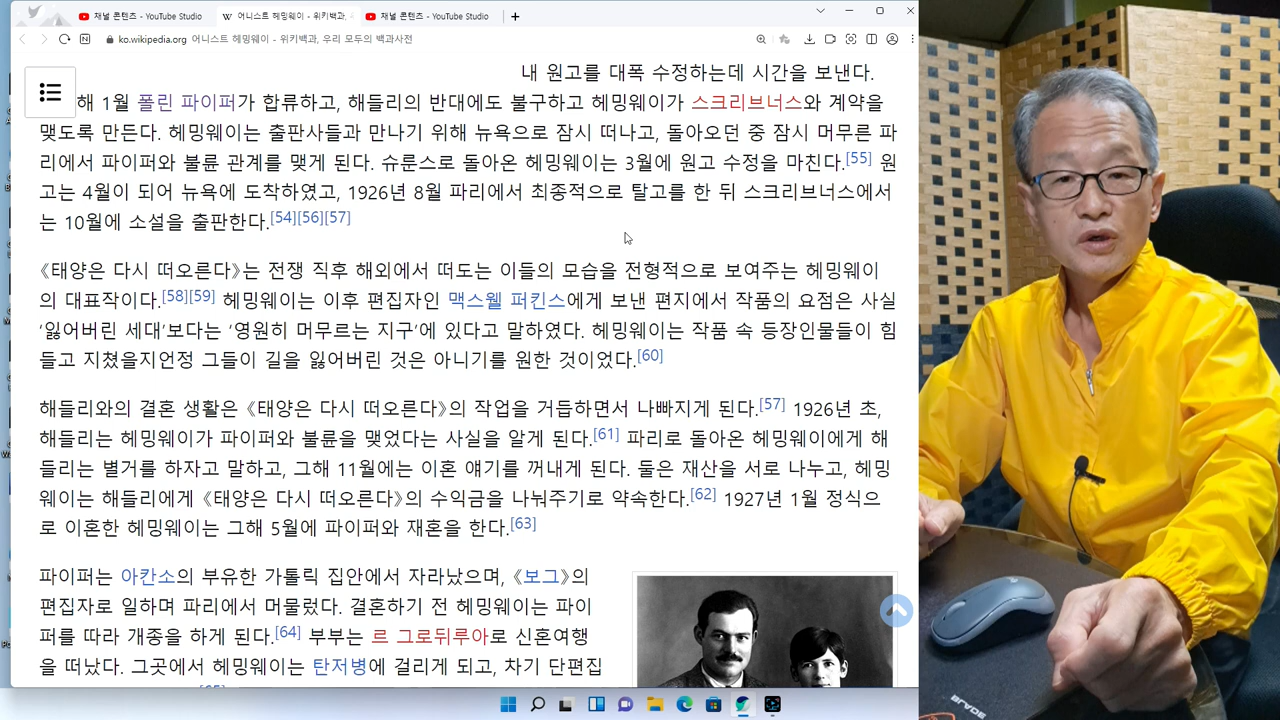 재널 콘텐츠 - YouTube Studio
어니스트 헤밍웨이 - 위키백과,
재널 콘텐츠 - YouTube Studio
ko.wikipedia.org 어니스트 헤밍웨이 - 위키백과, 우리 모두의 백과사전
내 원고를 대폭 수정하는데 시간을 보낸다.
해 1월 폴린 파이퍼가 합류하고, 해들리의 반대에도 불구하고 헤밍웨이가 스크리브너스와 계약을
맺도록 만든다. 헤밍웨이는 출판사들과 만나기 위해 뉴욕으로 잠시 떠나고, 돌아오던 중 잠시 머무른 파
리에서 파이퍼와 불륜 관계를 맺게 된다. 슈룬스로 돌아온 헤밍웨이는 3월에 원고 수정을 마친다.[55] 원
고는 4월이 되어 뉴욕에 도착하였고, 1926년 8월 파리에서 최종적으로 탈고를 한 뒤 스크리브너스에서
는 10월에 소설을 출판한다.[54][56][57]
《태양은 다시 떠오른다》는 전쟁 직후 해외에서 떠도는 이들의 모습을 전형적으로 보여주는 헤밍웨이
의 대표작이다.[58][59] 헤밍웨이는 이후 편집자인 맥스웰 퍼킨스에게 보낸 편지에서 작품의 요점은 사실
‘잃어버린 세대’보다는 ‘영원히 머무르는 지구’에 있다고 말하였다. 헤밍웨이는 작품 속 등장인물들이 힘
들고 지쳤을지언정 그들이 길을 잃어버린 것은 아니기를 원한 것이었다.[60]
해들리와의 결혼 생활은 《태양은 다시 떠오른다》의 작업을 거듭하면서 나빠지게 된다.[57] 1926년 초,
해들리는 헤밍웨이가 파이퍼와 불륜을 맺었다는 사실을 알게 된다.[61] 파리로 돌아온 헤밍웨이에게 해
들리는 별거를 하자고 말하고, 그해 11월에는 이혼 얘기를 꺼내게 된다. 둘은 재산을 서로 나누고, 헤밍
웨이는 해들리에게 《태양은 다시 떠오른다》의 수익금을 나눠주기로 약속한다.[62] 1927년 1월 정식으
로 이혼한 헤밍웨이는 그해 5월에 파이퍼와 재혼을 한다.[63]
파이퍼는 아칸소의 부유한 가톨릭 집안에서 자라났으며, 《보그》의
편집자로 일하며 파리에서 머물렀다. 결혼하기 전 헤밍웨이는 파이
퍼를 따라 개종을 하게 된다.[64] 부부는 르 그로뒤루아로 신혼여행
을 떠났다. 그곳에서 헤밍웨이는 탄저병에 걸리게 되고, 차기 단편집
BLADE